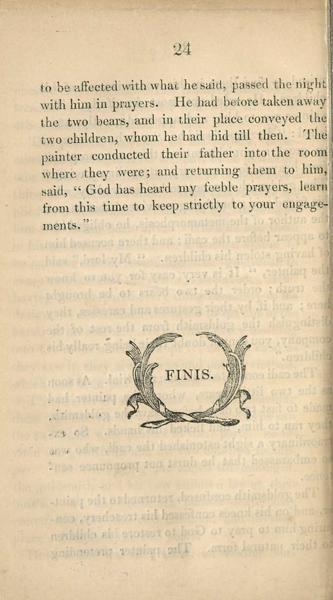 24
to be affected with what he said, passed the night
with him in prayers. He had before taken away
the two bears, and in their place conveyed the
two children, whom he had hid till then. The
painter conducted their father into the room
where they were; and returning them to him,
said, “ God has heard my feeble prayers, learn
from this time to keep strictly to your engage-
ments.”
FINIS.